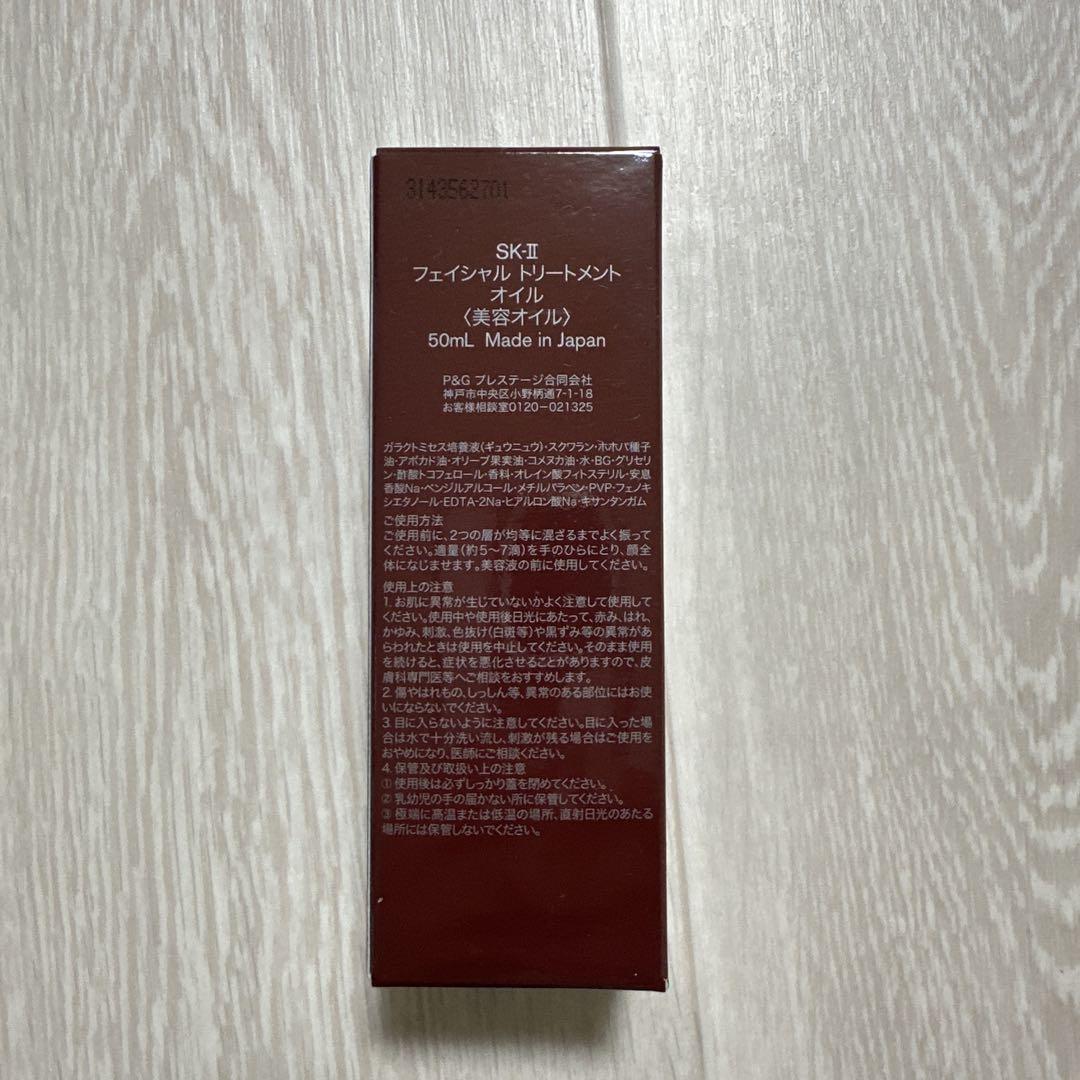 3143562701
SK-II
フェイシャル トリートメント
オイル
〈美容オイル〉
50mL Made in Japan
P&G プレステージ合同会社
神戸市中央区小野柄通7-1-18
お客様相談室0120-021325
ガラクトミセス培養液(ギュウニュウ)・スクワラン・ホホバ種子
油・アボカド油・オリーブ果実油・コメヌカ油・水・BG・グリセリ
ン・酢酸トコフェロール・香料・オレイン酸フィトステリル・安息
香酸Na・ベンジルアルコール・メチルパラベン・PVP・フェノキ
シエタノール・EDTA-2Na・ヒアルロン酸Na・キサンタンガム
ご使用方法
ご使用前に、2つの層が均等に混ざるまでよく振って
ください。適量(約5〜7滴)を手のひらにとり、顔全
体になじませます。美容液の前に使用してください。
使用上の注意
1. お肌に異常が生じていないかよく注意して使用して
ください。使用中や使用後日光にあたって、赤み、はれ、
かゆみ、刺激、色抜け(白斑等)や黒ずみ等の異常があ
らわれたときは使用を中止してください。そのまま使用
を続けると、症状を悪化させることがありますので、皮
膚科専門医等へご相談をおすすめします。
2. 傷やはれもの、しっしん等、異常のある部位にはお使
いにならないでください。
3. 目に入らないように注意してください。目に入った場
合は水で十分洗い流し、刺激が残る場合はご使用を
おやめになり、医師にご相談ください。
4. 保管及び取扱い上の注意
① 使用後は必ずしっかり蓋を閉めてください。
② 乳幼児の手の届かない所に保管してください。
③ 極端に高温または低温の場所、直射日光のあたる
場所には保管しないでください。